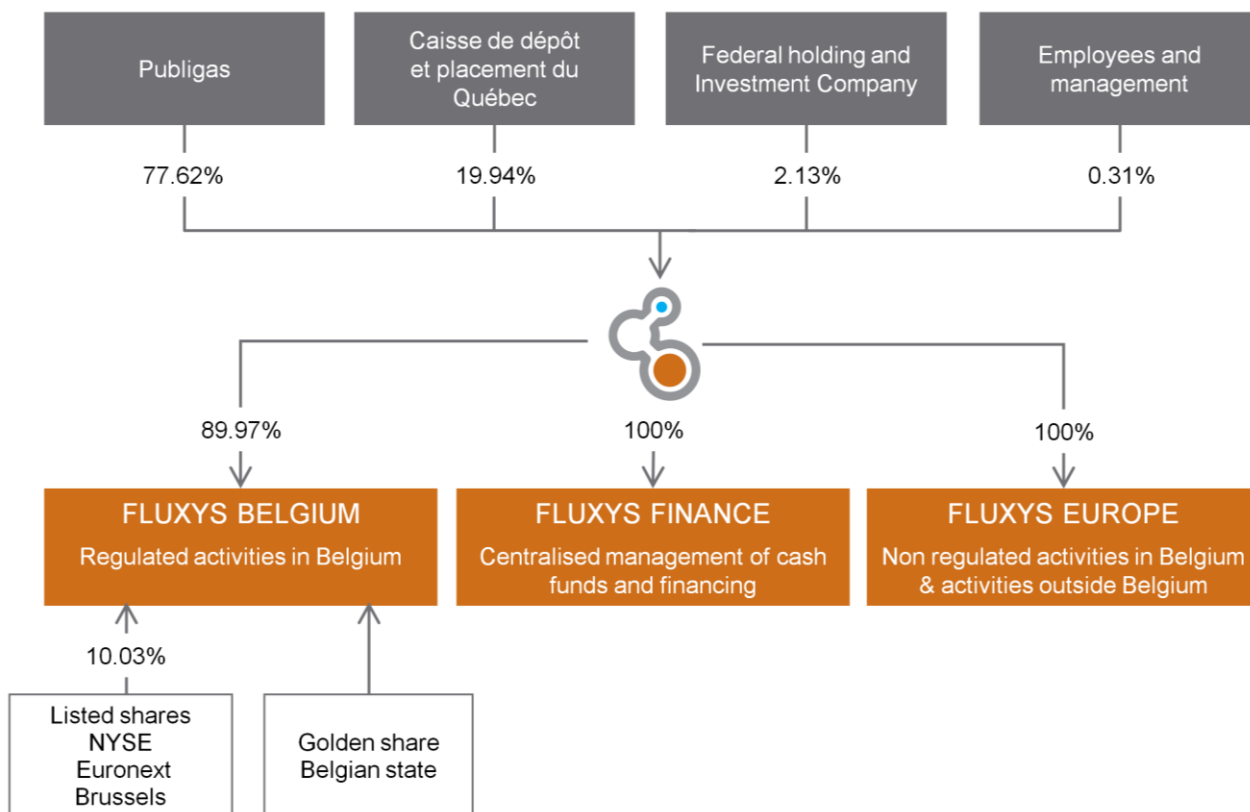 Publigas
Caisse de dépôt
et placement du
Québec
Federal holding and
Investment Company
Employees and
management
77.62%
19.94%
2.13%
0.31%
89.97%
100%
100%
FLUXYS BELGIUM
Regulated activities in Belgium
FLUXYS FINANCE
Centralised management of cash
funds and financing
FLUXYS EUROPE
Non regulated activities in Belgium
& activities outside Belgium
10.03%
Listed shares
NYSE
Euronext
Brussels
Golden share
Belgian state